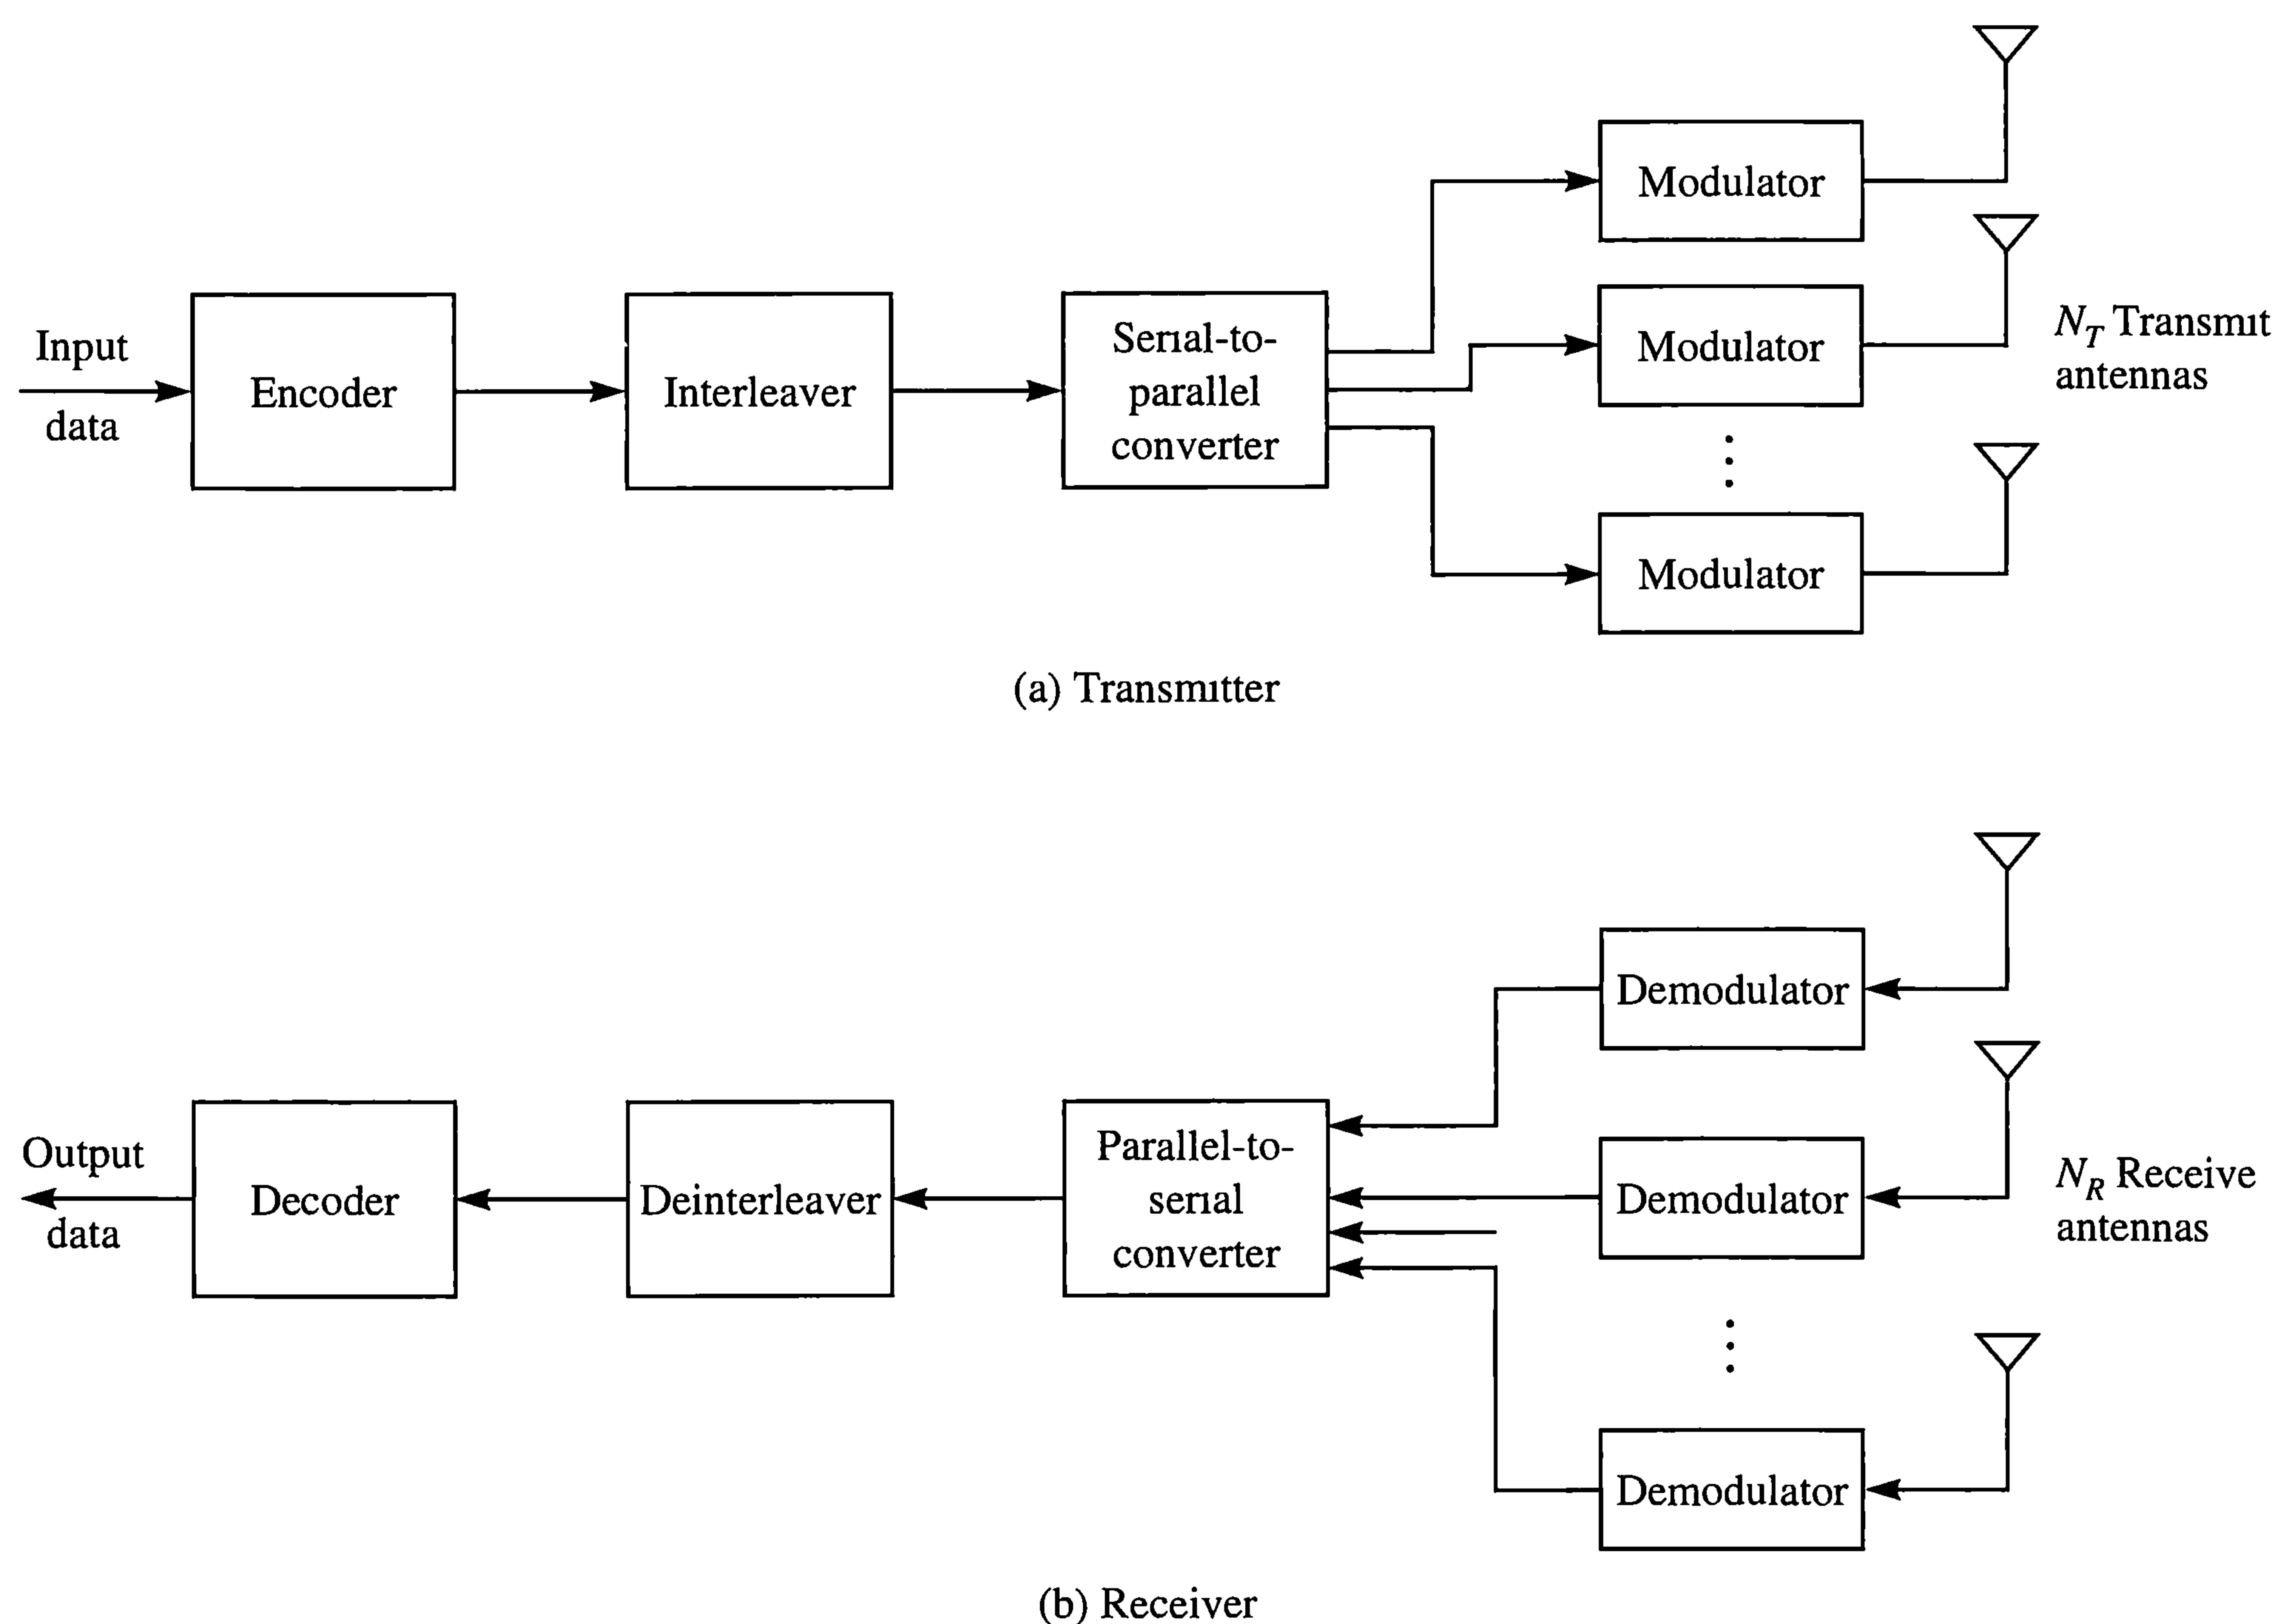 Modulator
Modulator
N_T Transmit
antennas
Input
data
Encoder
Interleaver
Serial-to-
parallel
converter
Modulator
(a) Transmitter
Demodulator
Output
data
Decoder
Deinterleaver
Parallel-to-
serial
converter
Demodulator
N_R Receive
antennas
Demodulator
(b) Receiver